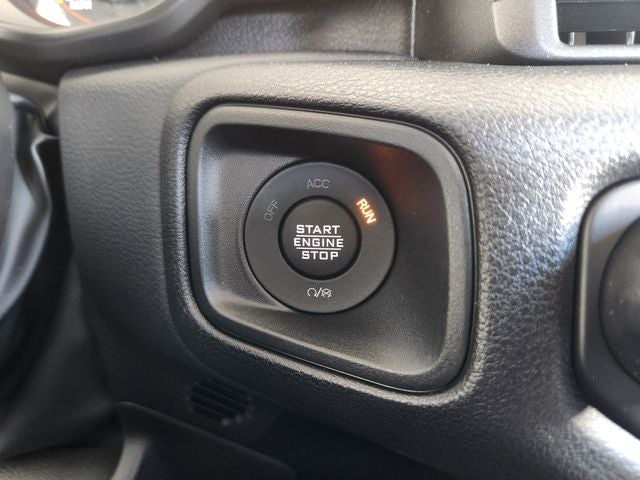 ACC
OFF
RUN
START
ENGINE
STOP